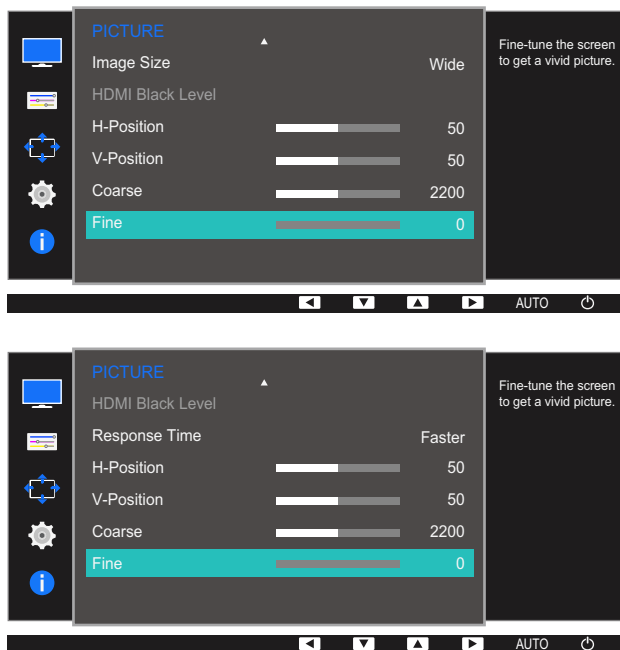 PICTURE
Image Size Wide
HDMI Black Level
H-Position 50
V-Position 50
Coarse 2200
Fine 0
Fine-tune the screen
to get a vivid picture.
AUTO
PICTURE
HDMI Black Level
Response Time Faster
H-Position 50
V-Position 50
Coarse 2200
Fine 0
Fine-tune the screen
to get a vivid picture.
AUTO